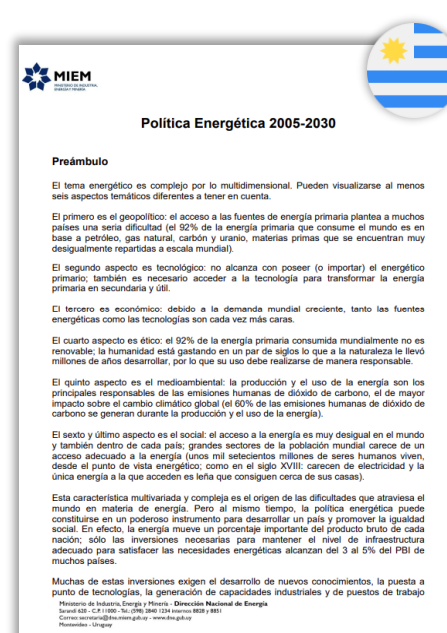 MIEM
MINISTERIO DE INDUSTRIA,
ENERGÍA Y MINERÍA
Política Energética 2005-2030
Preámbulo
El tema energético es complejo por lo multidimensional. Pueden visualizarse al menos
seis aspectos temáticos diferentes a tener en cuenta.
El primero es el geopolítico: el acceso a las fuentes de energía primaria plantea a muchos
países una seria dificultad (el 92% de la energía primaria que consume el mundo es en
base a petróleo, gas natural, carbón y uranio, materias primas que se encuentran muy
desigualmente repartidas a escala mundial).
El segundo aspecto es tecnológico: no alcanza con poseer (o importar) el energético
primario; también es necesario acceder a la tecnología para transformar la energía
primaria en secundaria y útil.
El tercero es económico: debido a la demanda mundial creciente, tanto las fuentes
energéticas como las tecnologías son cada vez más caras.
El cuarto aspecto es ético: el 92% de la energía primaria consumida mundialmente no es
renovable; la humanidad está gastando en un par de siglos lo que a la naturaleza le llevó
millones de años desarrollar, por lo que su uso debe realizarse de manera responsable.
El quinto aspecto es el medioambiental: la producción y el uso de la energía son los
principales responsables de las emisiones humanas de dióxido de carbono, el de mayor
impacto sobre el cambio climático global (el 60% de las emisiones humanas de dióxido de
carbono se generan durante la producción y el uso de la energía).
El sexto y último aspecto es el social: el acceso a la energía es muy desigual en el mundo
y también dentro de cada país; grandes sectores de la población mundial carece de un
acceso adecuado a la energía (unos mil setecientos millones de seres humanos viven,
desde el punto de vista energético; como en el siglo XVIII: carecen de electricidad y la
única energía a la que acceden es leña que consiguen cerca de sus casas).
Esta característica multivariada y compleja es el origen de las dificultades que atraviesa el
mundo en materia de energía. Pero al mismo tiempo, la política energética puede
constituirse en un poderoso instrumento para desarrollar un país y promover la igualdad
social. En efecto, la energía mueve un porcentaje importante del producto bruto de cada
nación; sólo las inversiones necesarias para mantener el nivel de infraestructura
adecuado para satisfacer las necesidades energéticas alcanzan del 3 al 5% del PBI de
muchos países.
Muchas de estas inversiones exigen el desarrollo de nuevos conocimientos, la puesta a
punto de tecnologías, la generación de capacidades industriales y de puestos de trabajo
Ministerio de Industria, Energía y Minería - Dirección Nacional de Energía
Sarandí 620 - C.P. 11000 - Tel.: (598) 2840 1234 internos 8828 y 8851
Correo: secretaria@dne.miem.gub.uy - www.dne.gub.uy
Montevideo - Uruguay